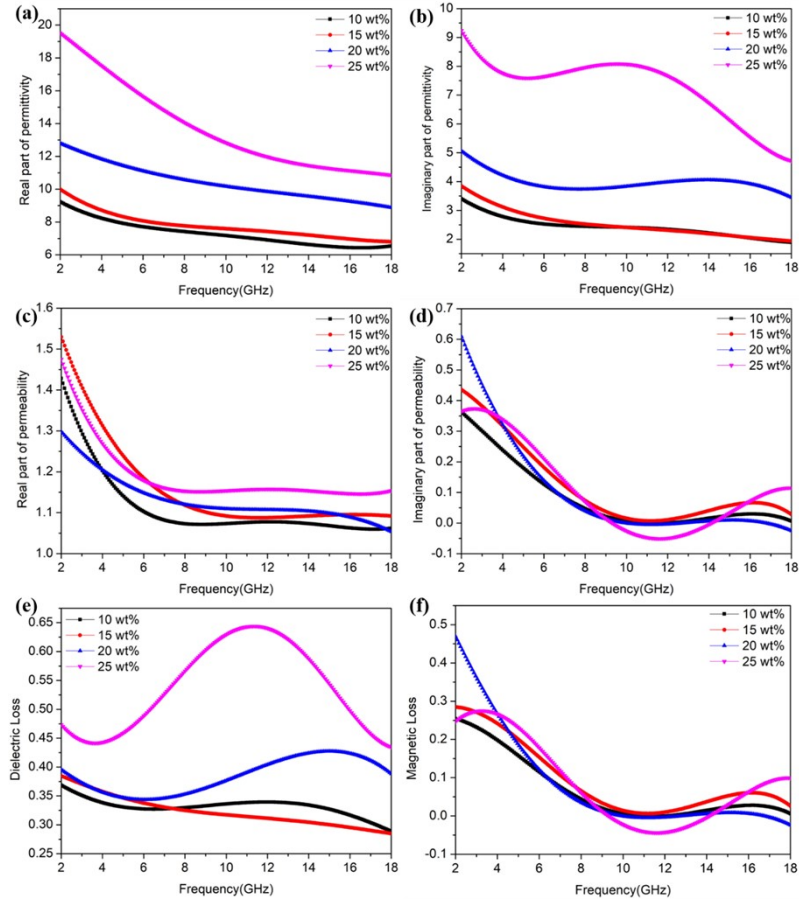 (a)
10 wt%
15 wt%
20 wt%
25 wt%
Real part of permittivity
20
18
16
14
12
10
8
6
2 4 6 8 10 12 14 16 18
Frequency(GHz)
(b)
10 wt%
15 wt%
20 wt%
25 wt%
Imaginary part of permittivity
10
9
8
7
6
5
4
3
2
2 4 6 8 10 12 14 16 18
Frequency(GHz)
(c)
10 wt%
15 wt%
20 wt%
25 wt%
Real part of permeability
1.6
1.5
1.4
1.3
1.2
1.1
1.0
2 4 6 8 10 12 14 16 18
Frequency(GHz)
(d)
10 wt%
15 wt%
20 wt%
25 wt%
Imaginary part of permeability
0.7
0.6
0.5
0.4
0.3
0.2
0.1
0.0
-0.1
2 4 6 8 10 12 14 16 18
Frequency(GHz)
(e)
10 wt%
15 wt%
20 wt%
25 wt%
Dielectric Loss
0.65
0.60
0.55
0.50
0.45
0.40
0.35
0.30
0.25
2 4 6 8 10 12 14 16 18
Frequency(GHz)
(f)
10 wt%
15 wt%
20 wt%
25 wt%
Magnetic Loss
0.5
0.4
0.3
0.2
0.1
0.0
-0.1
2 4 6 8 10 12 14 16 18
Frequency(GHz)